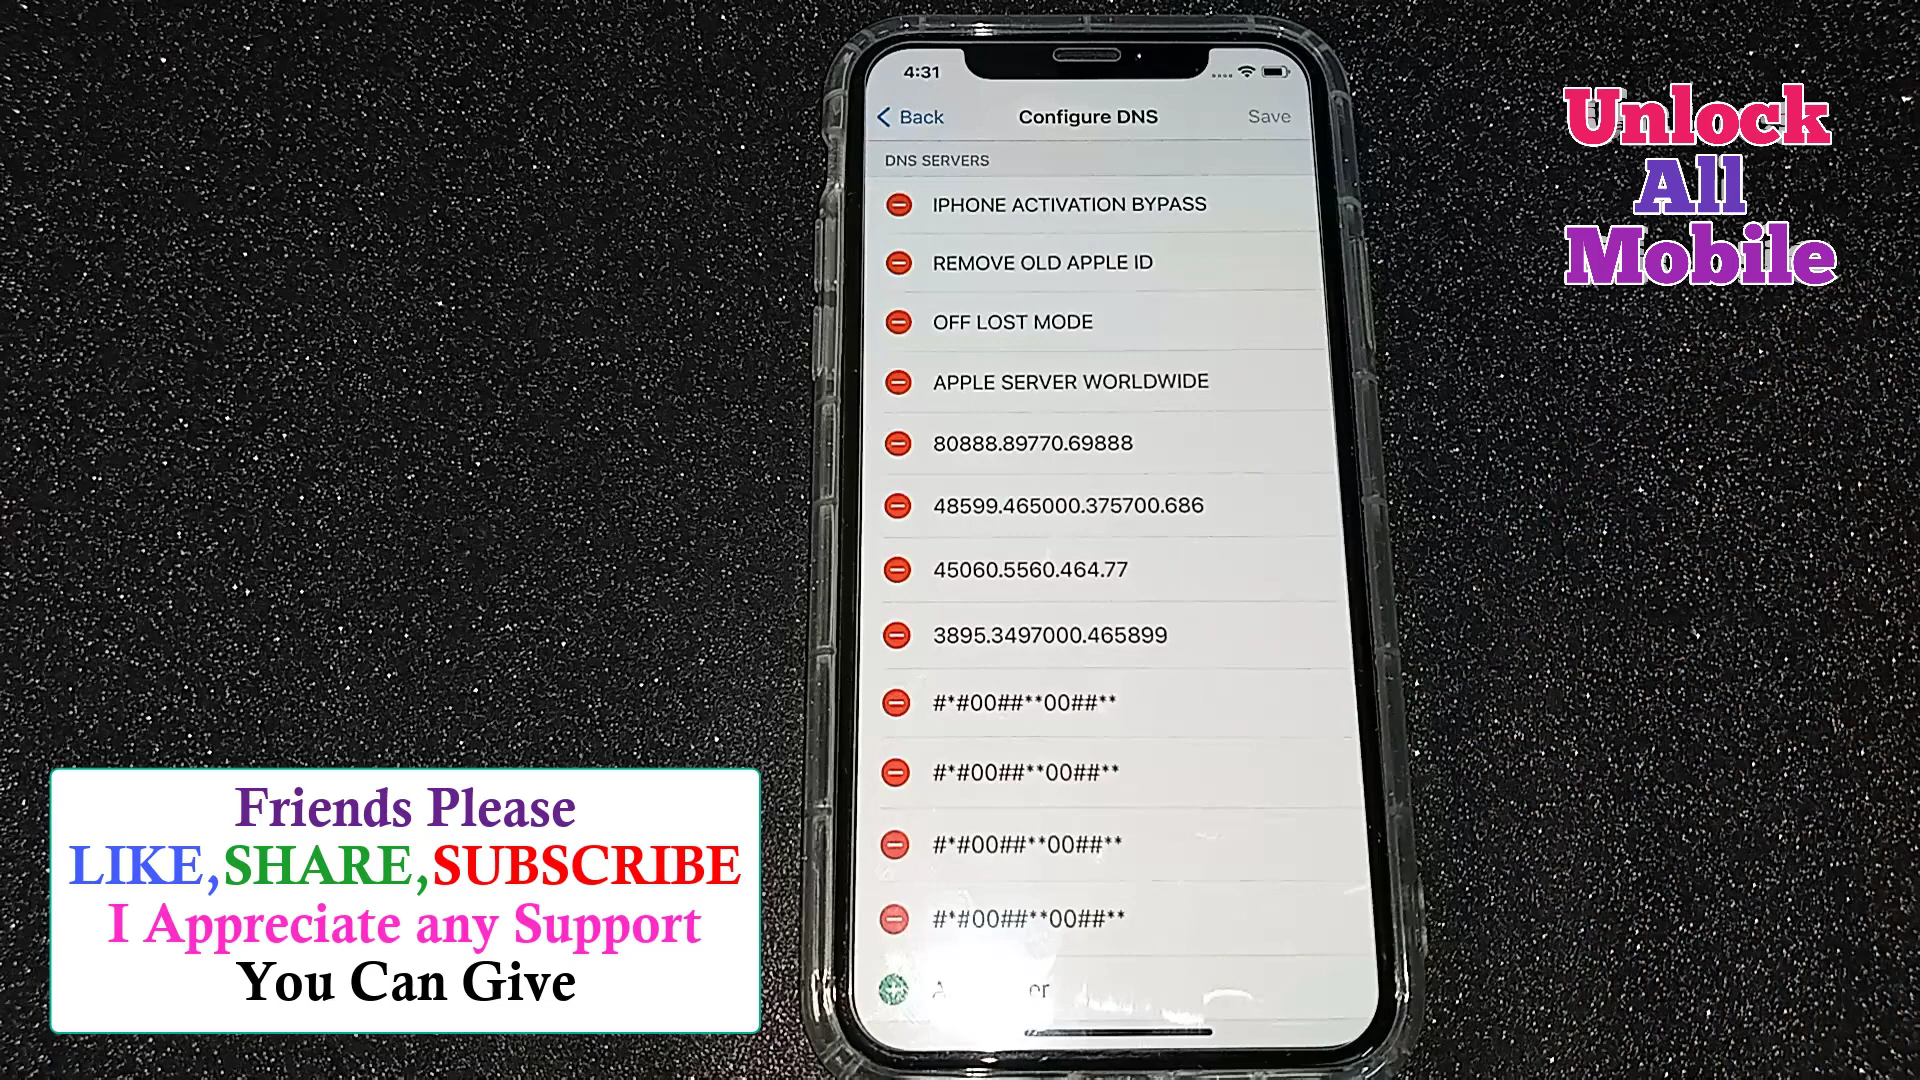 4:31
Back
Configure DNS
Save
DNS SERVERS
IPHONE ACTIVATION BYPASS
REMOVE OLD APPLE ID
OFF LOST MODE
APPLE SERVER WORLDWIDE
80888.89770.69888
48599.465000.375700.686
45060.5560.464.77
3895.3497000.465899
#*#00##**00##**
#*#00##**00##**
#*#00##**00##**
#*#00##**00##**
Unlock
All
Mobile
Friends Please
LIKE,SHARE,SUBSCRIBE
I Appreciate any Support
You Can Give